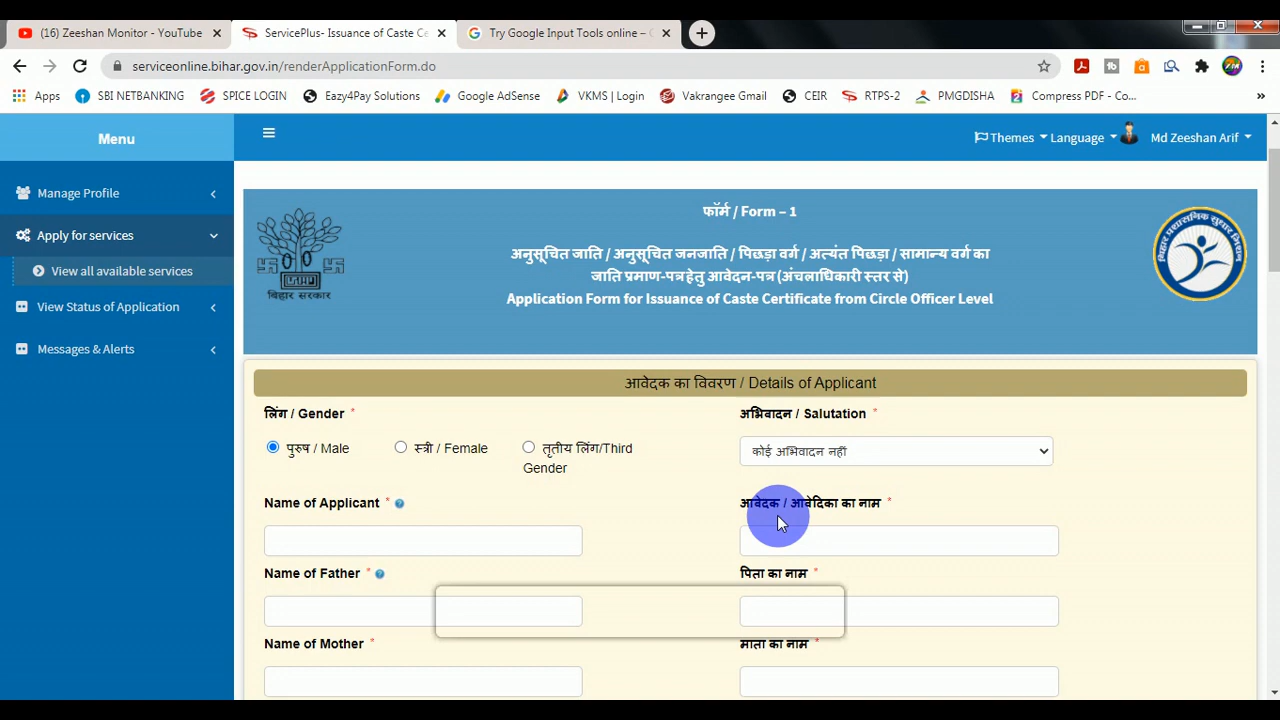 (16) Zeeshan Monitor - YouTube
ServicePlus- Issuance of Caste Ce
Try Google Input Tools online –
serviceonline.bihar.gov.in/renderApplicationForm.do
Apps SBI NETBANKING SPICE LOGIN Eazy4Pay Solutions Google AdSense VKMS | Login Vakrangee Gmail CEIR RTPS-2 PMGDISHA Compress PDF - Co...
Menu
Themes Language Md Zeeshan Arif
Manage Profile
Apply for services
View all available services
View Status of Application
Messages & Alerts
बिहार सरकार
फॉर्म / Form – 1
अनुसूचित जाति / अनुसूचित जनजाति / पिछड़ा वर्ग / अत्यंत पिछड़ा / सामान्य वर्ग का
जाति प्रमाण-पत्र हेतु आवेदन-पत्र (अंचलाधिकारी स्तर से)
Application Form for Issuance of Caste Certificate from Circle Officer Level
बिहार प्रशासनिक सुधार मिशन
आवेदक का विवरण / Details of Applicant
लिंग / Gender *
अभिवादन / Salutation *
पुरुष / Male
स्त्री / Female
तृतीय लिंग/Third
Gender
कोई अभिवादन नहीं
Name of Applicant *
आवेदक / आवेदिका का नाम *
Name of Father *
पिता का नाम *
Name of Mother *
माता का नाम *